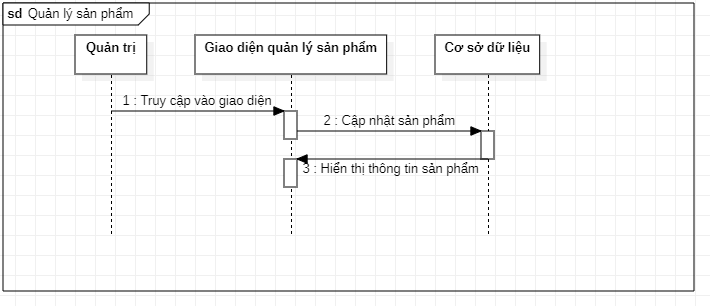 sd Quản lý sản phẩm
Quản trị
Giao diện quản lý sản phẩm
Cơ sở dữ liệu
1 : Truy cập vào giao diện
2 : Cập nhật sản phẩm
3 : Hiển thị thông tin sản phẩm